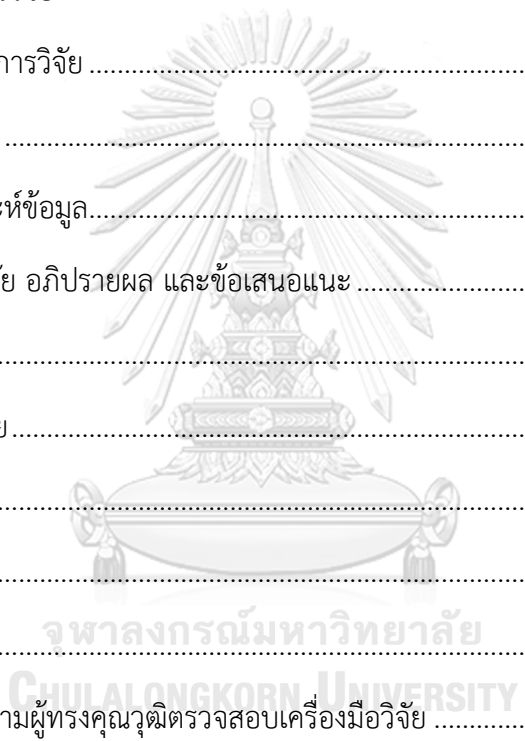 การวิจัย
ห์ข้อมูล
ย อภิปรายผล และข้อเสนอแนะ
จุฬาลงกรณ์มหาวิทยาลัย
CHULALONGKORN UNIVERSITY
ามผู้ทรงคุณวุฒิตรวจสอบเครื่องมือวิจัย